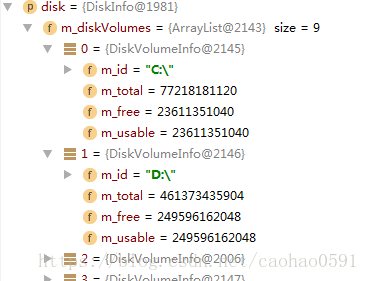 p disk = {DiskInfo@1981}
f m_diskVolumes = {ArrayList@2143} size = 9
0 = {DiskVolumeInfo@2145}
f m_id = "C:\"
f m_total = 77218181120
f m_free = 23611351040
f m_usable = 23611351040
1 = {DiskVolumeInfo@2146}
f m_id = "D:\"
f m_total = 461373435904
f m_free = 249596162048
f m_usable = 249596162048
2 = {DiskVolumeInfo@2006}
3 = {DiskVolumeInfo@2147}
https://blog.csdn.net/caohao0591